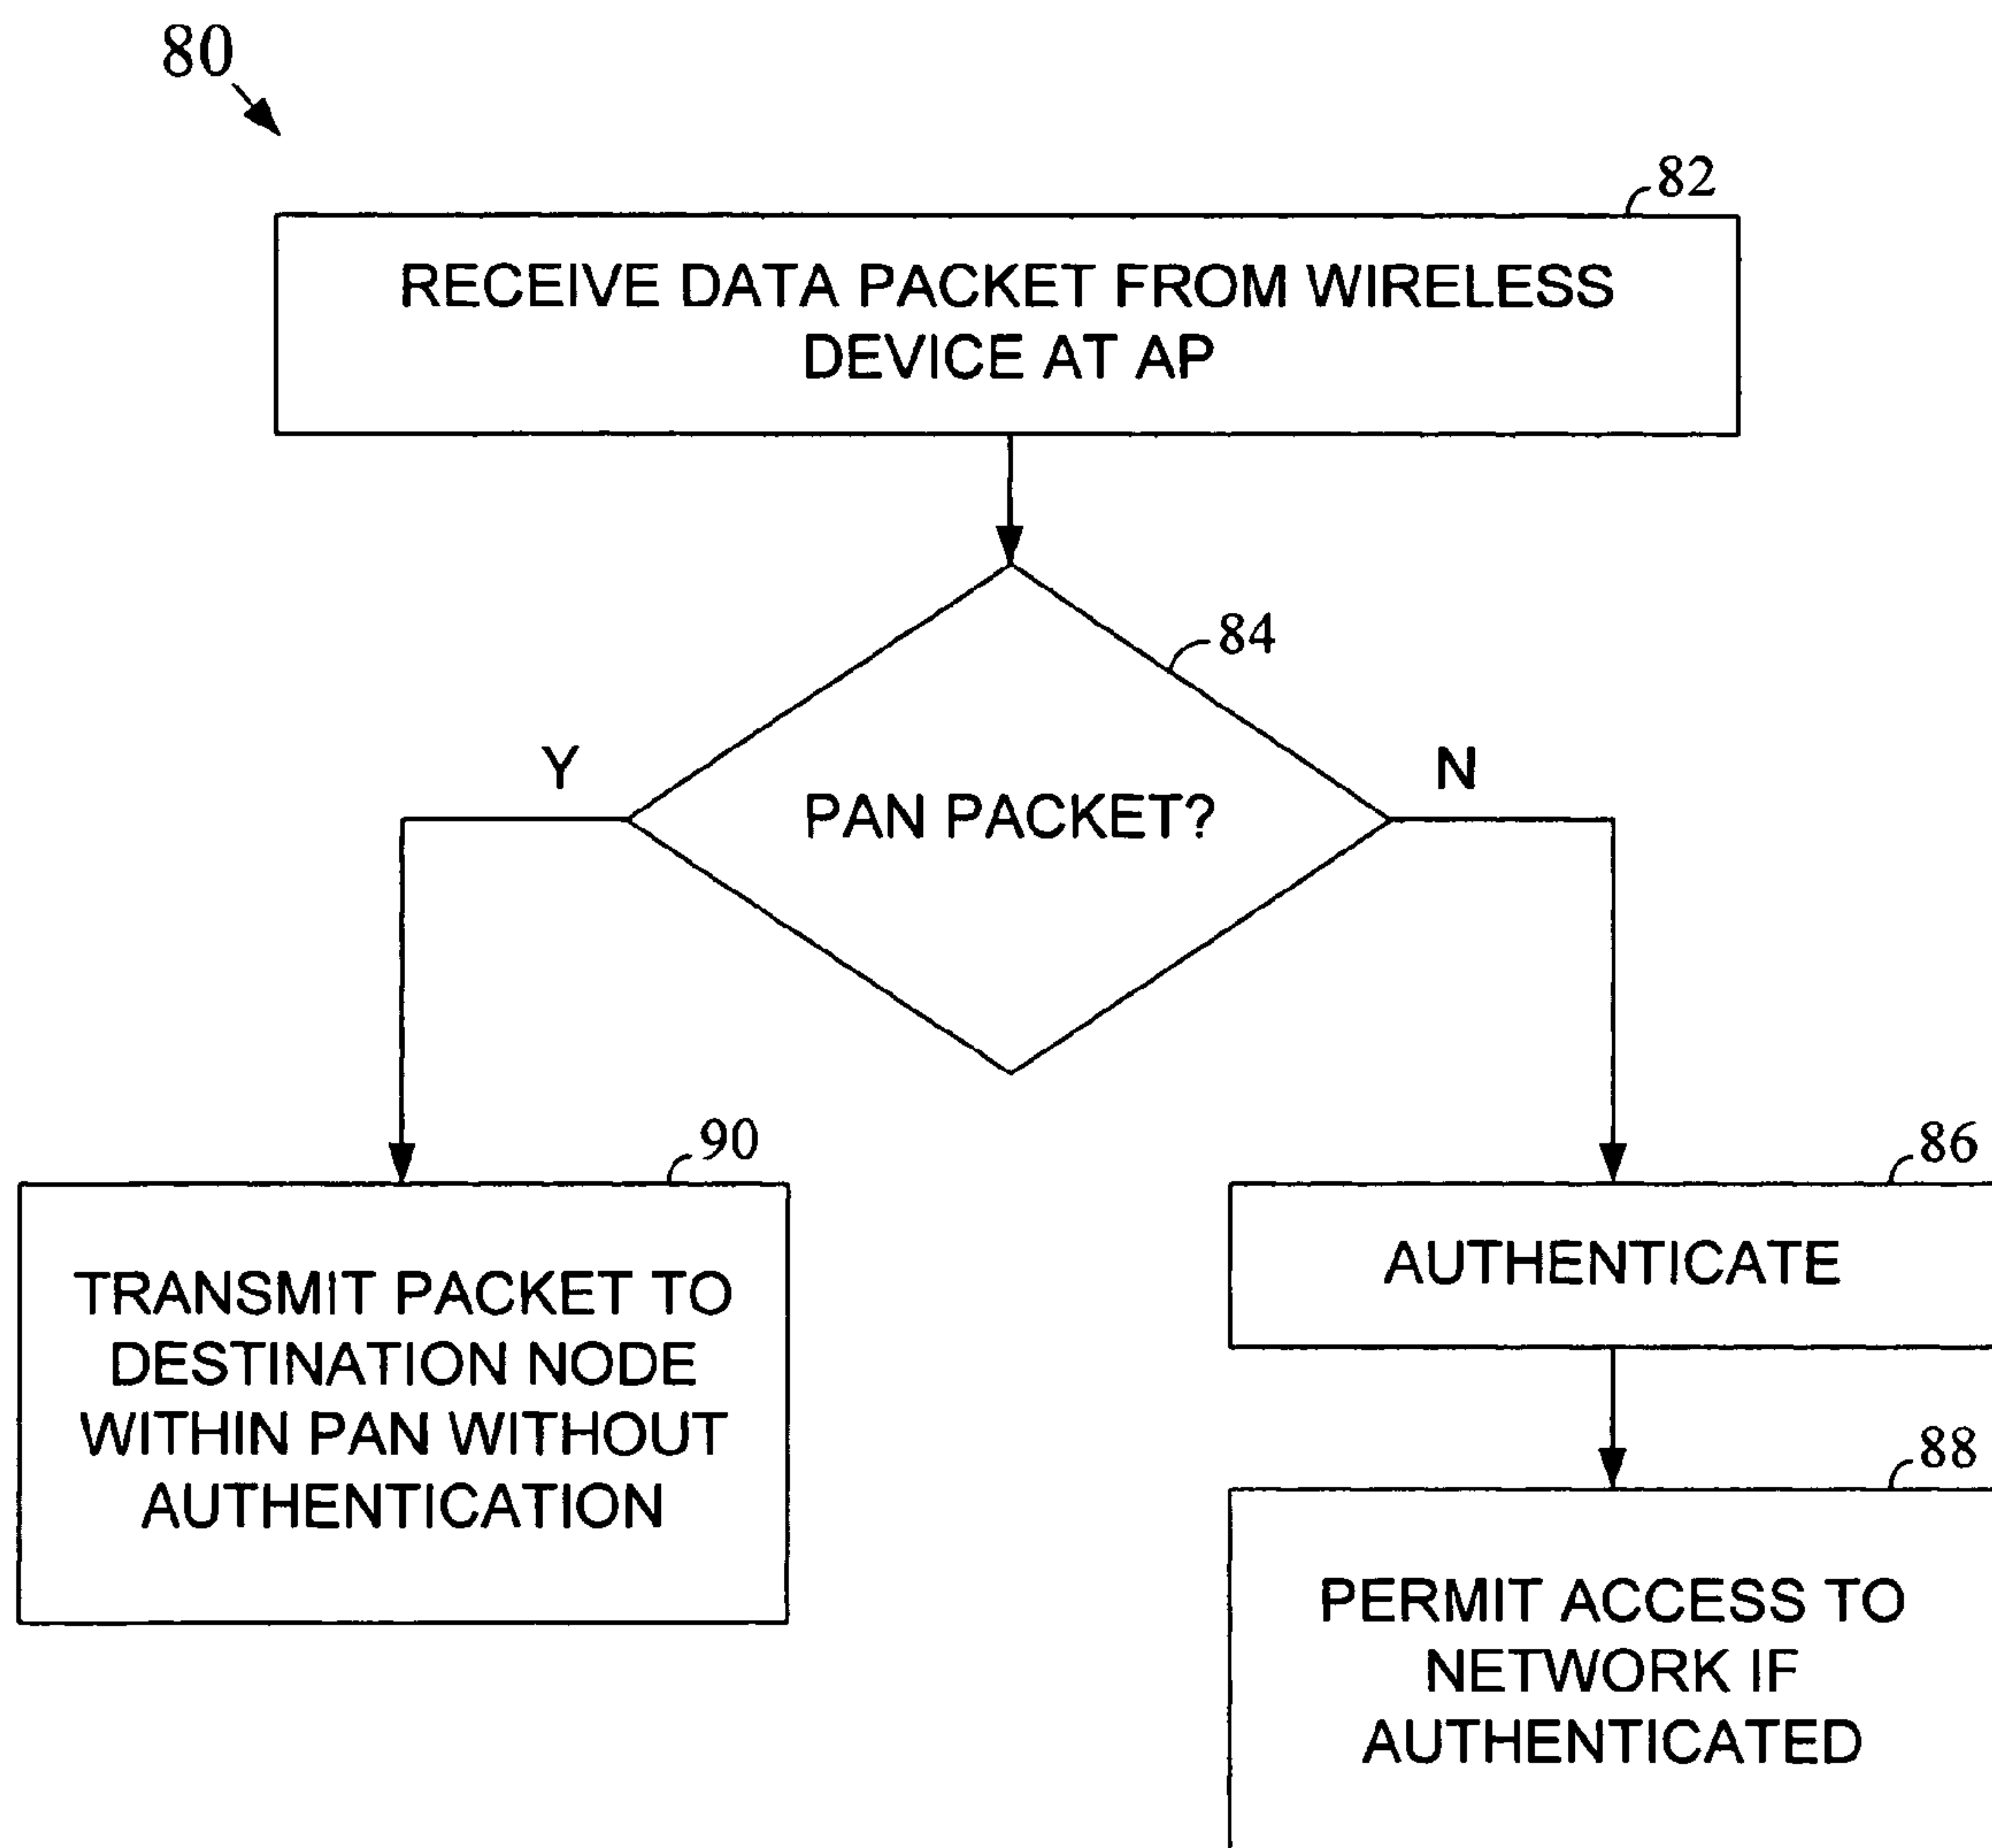 80
82
RECEIVE DATA PACKET FROM WIRELESS
DEVICE AT AP
84
Y
PAN PACKET?
N
90
TRANSMIT PACKET TO
DESTINATION NODE
WITHIN PAN WITHOUT
AUTHENTICATION
86
AUTHENTICATE
88
PERMIT ACCESS TO
NETWORK IF
AUTHENTICATED